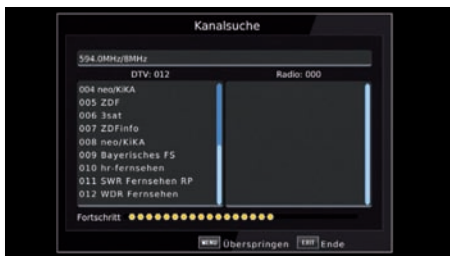 Kanalsuche
594.0MHz/8MHz
DTV: 012 Radio: 000
004 neo/KiKA
005 ZDF
006 3sat
007 ZDFinfo
008 neo/KiKA
009 Bayerisches FS
010 hr-fernsehen
011 SWR Fernsehen RP
012 WDR Fernsehen
Fortschritt
MENU Überspringen EXIT Ende